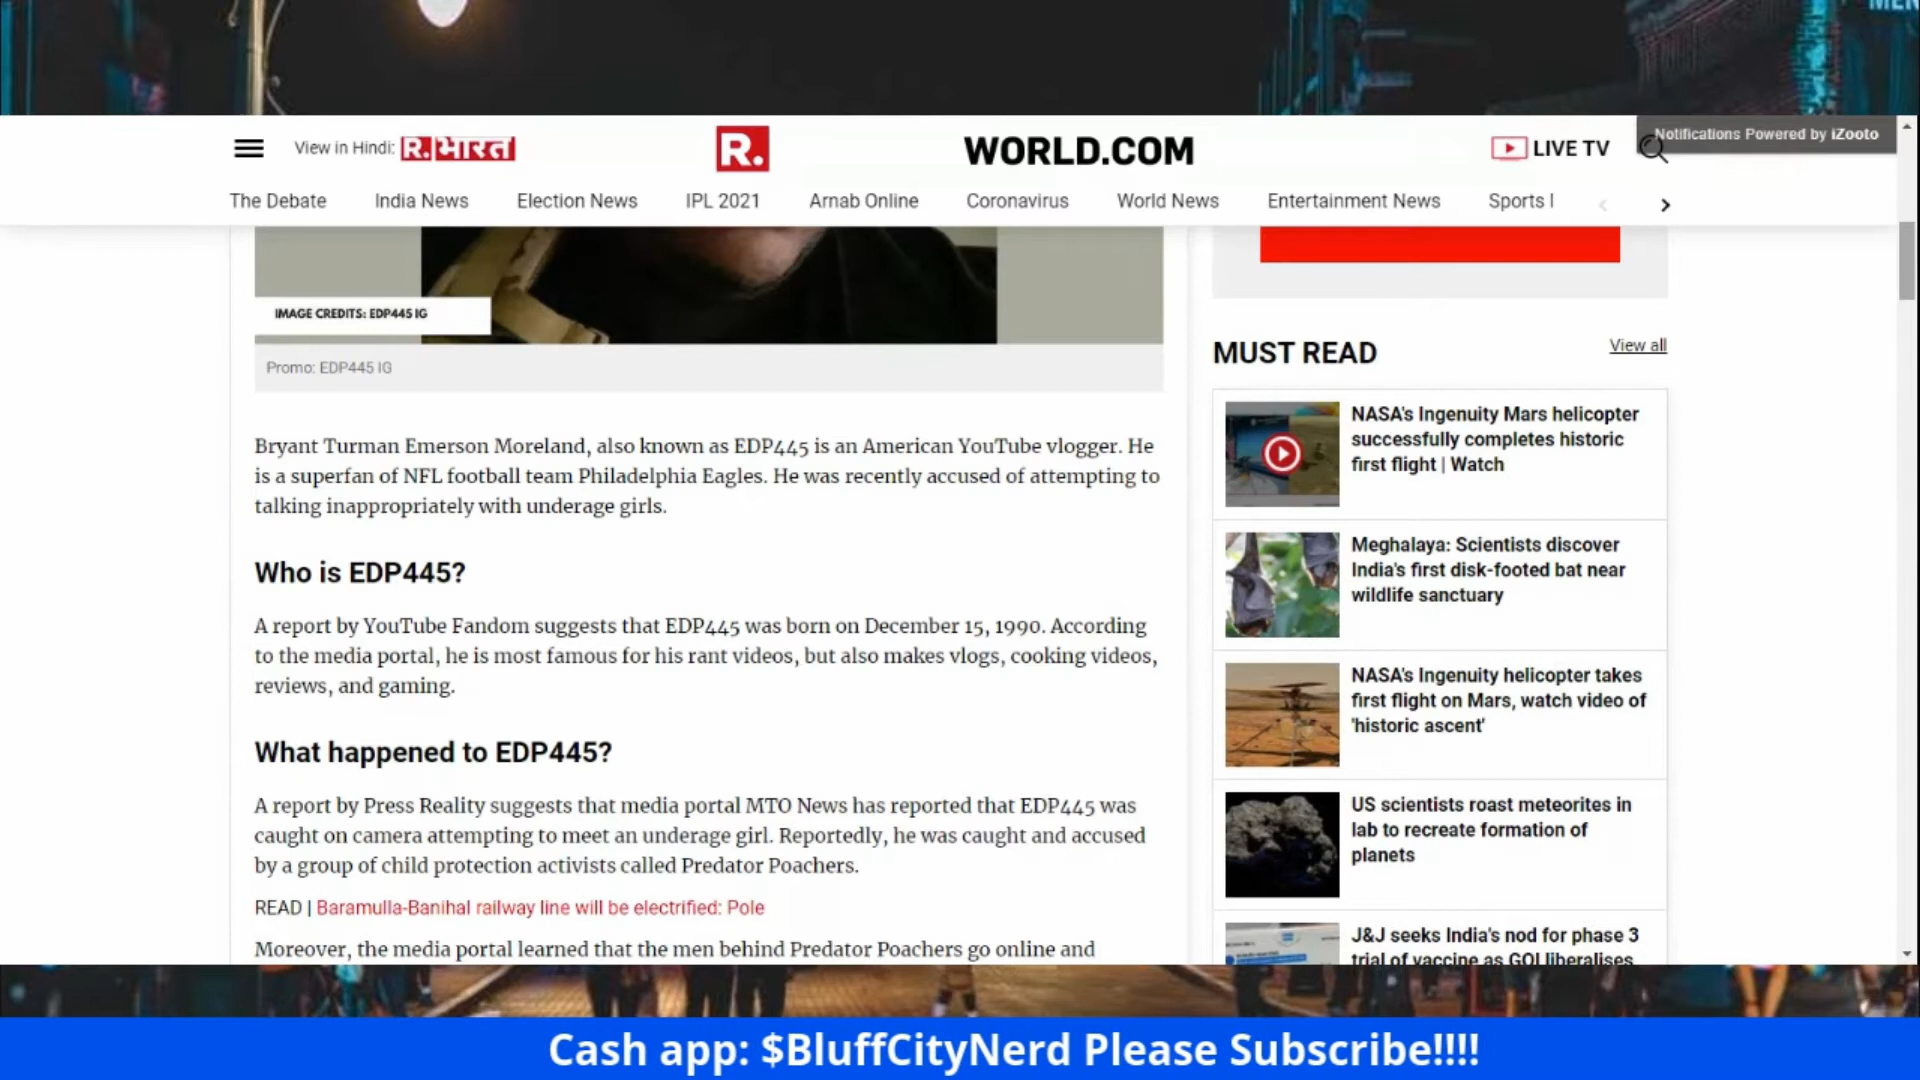 MEN
Notifications Powered by iZooto
View in Hindi: R.भारत
R.
WORLD.COM
LIVE TV
The Debate
India News
Election News
IPL 2021
Arnab Online
Coronavirus
World News
Entertainment News
Sports
IMAGE CREDITS: EDP445 IG
Promo: EDP445 IG
Bryant Turman Emerson Moreland, also known as EDP445 is an American YouTube vlogger. He
is a superfan of NFL football team Philadelphia Eagles. He was recently accused of attempting to
talking inappropriately with underage girls.
Who is EDP445?
A report by YouTube Fandom suggests that EDP445 was born on December 15, 1990. According
to the media portal, he is most famous for his rant videos, but also makes vlogs, cooking videos,
reviews, and gaming.
What happened to EDP445?
A report by Press Reality suggests that media portal MTO News has reported that EDP445 was
caught on camera attempting to meet an underage girl. Reportedly, he was caught and accused
by a group of child protection activists called Predator Poachers.
READ | Baramulla-Banihal railway line will be electrified: Pole
Moreover, the media portal learned that the men behind Predator Poachers go online and
MUST READ
View all
NASA's Ingenuity Mars helicopter
successfully completes historic
first flight | Watch
Meghalaya: Scientists discover
India's first disk-footed bat near
wildlife sanctuary
NASA's Ingenuity helicopter takes
first flight on Mars, watch video of
'historic ascent'
US scientists roast meteorites in
lab to recreate formation of
planets
J&J seeks India's nod for phase 3
trial of vaccine as GOI liberalises
Cash app: $BluffCityNerd Please Subscribe!!!!